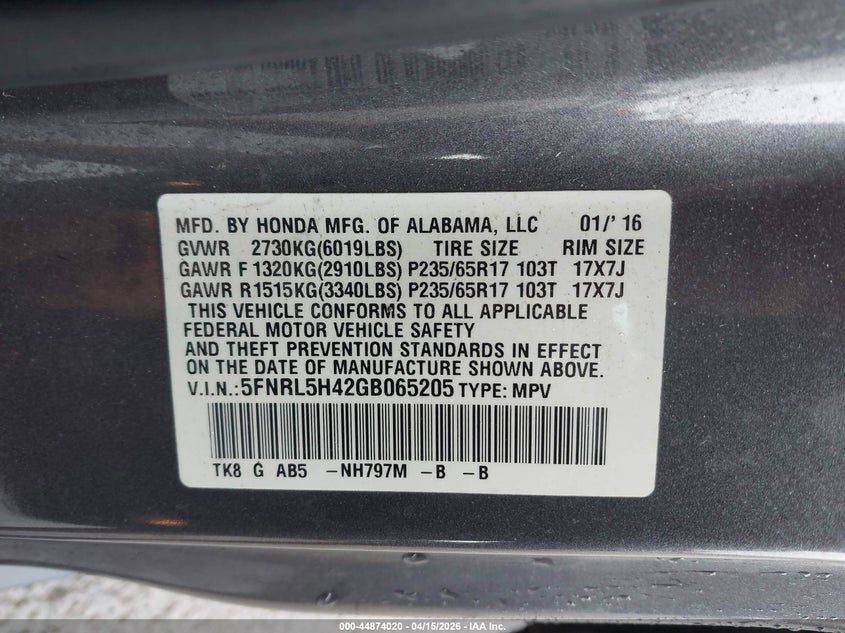 MFD. BY HONDA MFG. OF ALABAMA, LLC 01/' 16
GVWR 2730KG(6019LBS) TIRE SIZE RIM SIZE
GAWR F 1320KG(2910LBS) P235/65R17 103T 17X7J
GAWR R1515KG(3340LBS) P235/65R17 103T 17X7J
THIS VEHICLE CONFORMS TO ALL APPLICABLE
FEDERAL MOTOR VEHICLE SAFETY
AND THEFT PREVENTION STANDARDS IN EFFECT
ON THE DATE OF MANUFACTURE SHOWN ABOVE.
V.I.N.:5FNRL5H42GB065205 TYPE: MPV
TK8 G AB5 -NH797M -B -B
000-44874020 - 04/15/2026 - IAA Inc.